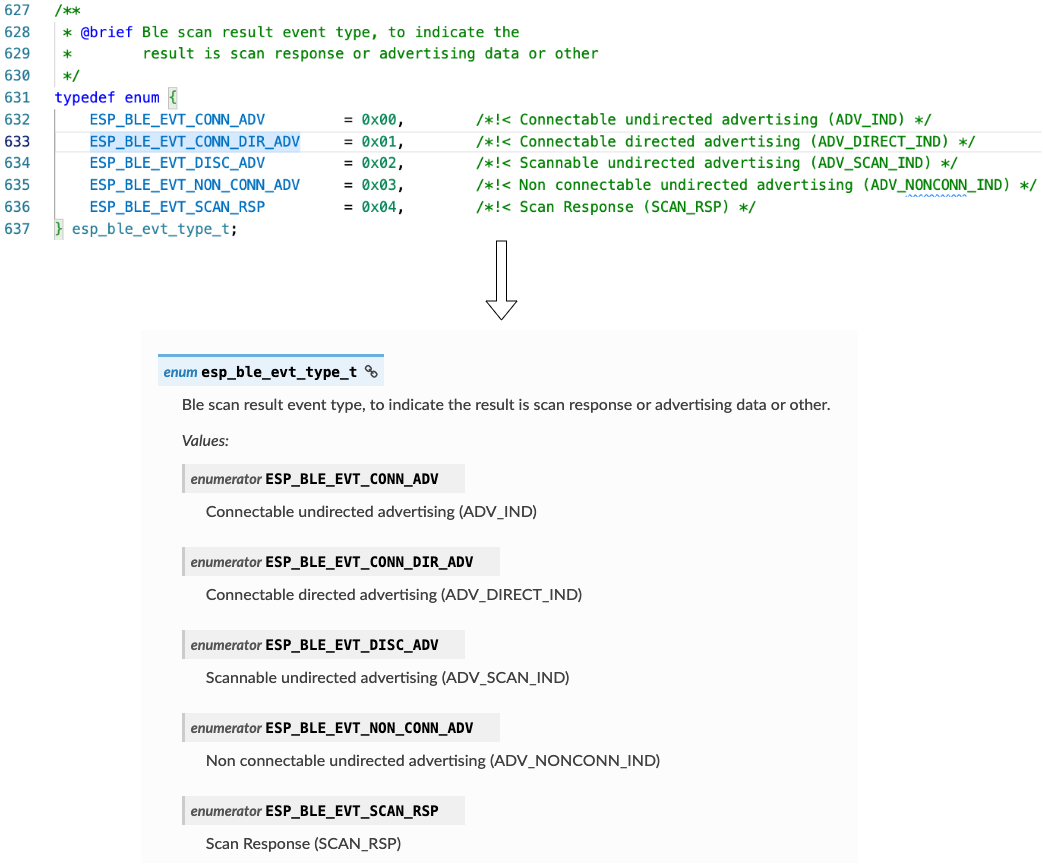 627 /**
628 * @brief Ble scan result event type, to indicate the
629 * result is scan response or advertising data or other
630 */
631 typedef enum {
632 ESP_BLE_EVT_CONN_ADV = 0x00, /*!< Connectable undirected advertising (ADV_IND) */
633 ESP_BLE_EVT_CONN_DIR_ADV = 0x01, /*!< Connectable directed advertising (ADV_DIRECT_IND) */
634 ESP_BLE_EVT_DISC_ADV = 0x02, /*!< Scannable undirected advertising (ADV_SCAN_IND) */
635 ESP_BLE_EVT_NON_CONN_ADV = 0x03, /*!< Non connectable undirected advertising (ADV_NONCONN_IND) */
636 ESP_BLE_EVT_SCAN_RSP = 0x04, /*!< Scan Response (SCAN_RSP) */
637 } esp_ble_evt_type_t;
enum esp_ble_evt_type_t
Ble scan result event type, to indicate the result is scan response or advertising data or other.
Values:
enumerator ESP_BLE_EVT_CONN_ADV
Connectable undirected advertising (ADV_IND)
enumerator ESP_BLE_EVT_CONN_DIR_ADV
Connectable directed advertising (ADV_DIRECT_IND)
enumerator ESP_BLE_EVT_DISC_ADV
Scannable undirected advertising (ADV_SCAN_IND)
enumerator ESP_BLE_EVT_NON_CONN_ADV
Non connectable undirected advertising (ADV_NONCONN_IND)
enumerator ESP_BLE_EVT_SCAN_RSP
Scan Response (SCAN_RSP)